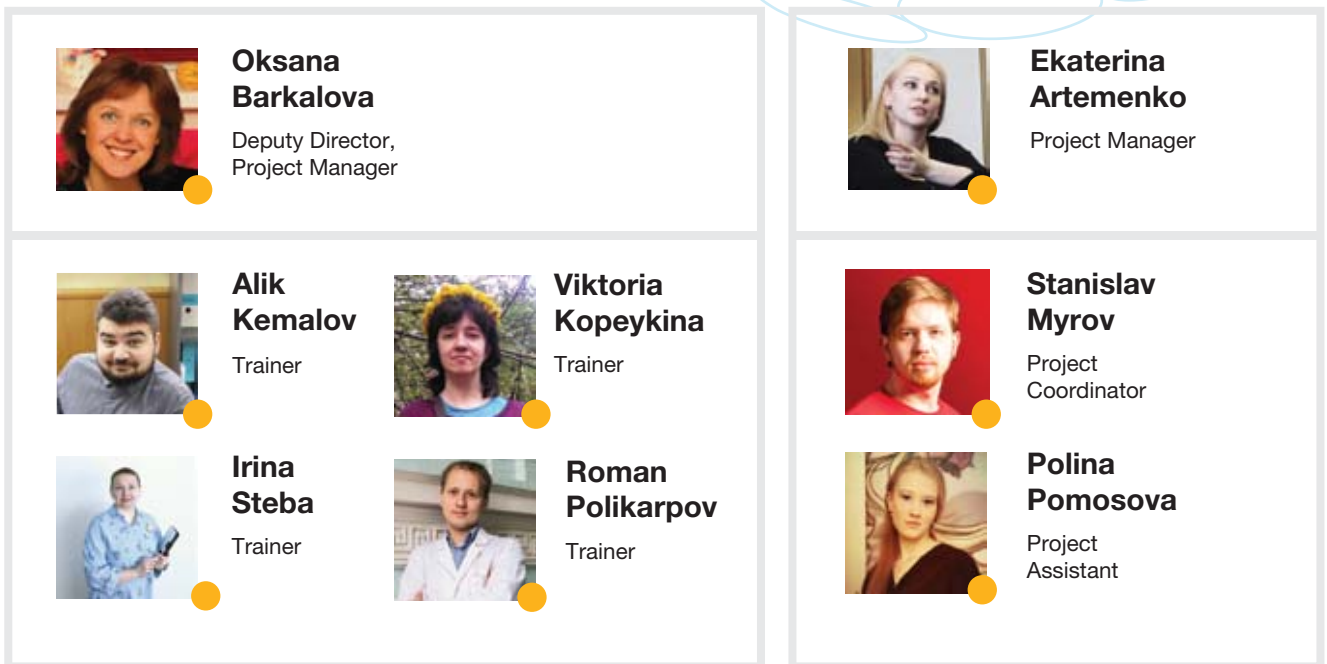 Oksana
Barkalova
Deputy Director,
Project Manager
Ekaterina
Artemenko
Project Manager
Alik
Kemalov
Trainer
Viktoria
Kopeykina
Trainer
Stanislav
Myrov
Project
Coordinator
Irina
Steba
Trainer
Roman
Polikarpov
Trainer
Polina
Pomosova
Project
Assistant